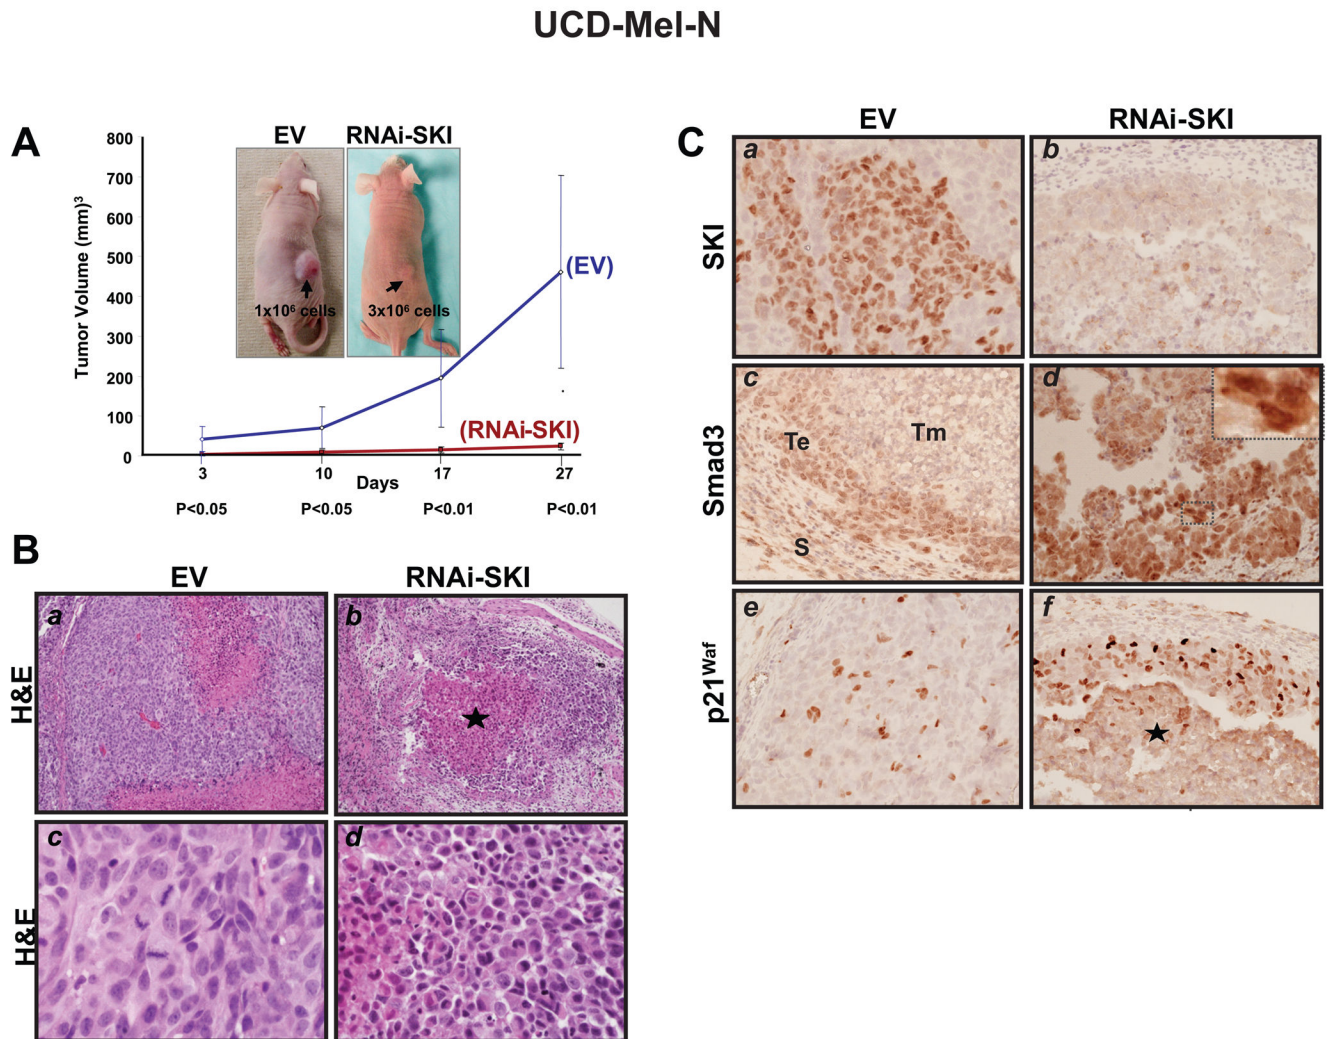 UCD-Mel-N
A
EV RNAi-SKI
800
700
600
500
400
300
200
100
0
Tumor Volume (mm)³
1x10⁶ cells 3x10⁶ cells
(EV)
(RNAi-SKI)
3 10 17 27
Days
P<0.05 P<0.05 P<0.01 P<0.01
B
EV RNAi-SKI
H&E
a b
H&E
c d
C
EV RNAi-SKI
SKI
a b
Smad3
c d
Te Tm
S
p21Waf
e f